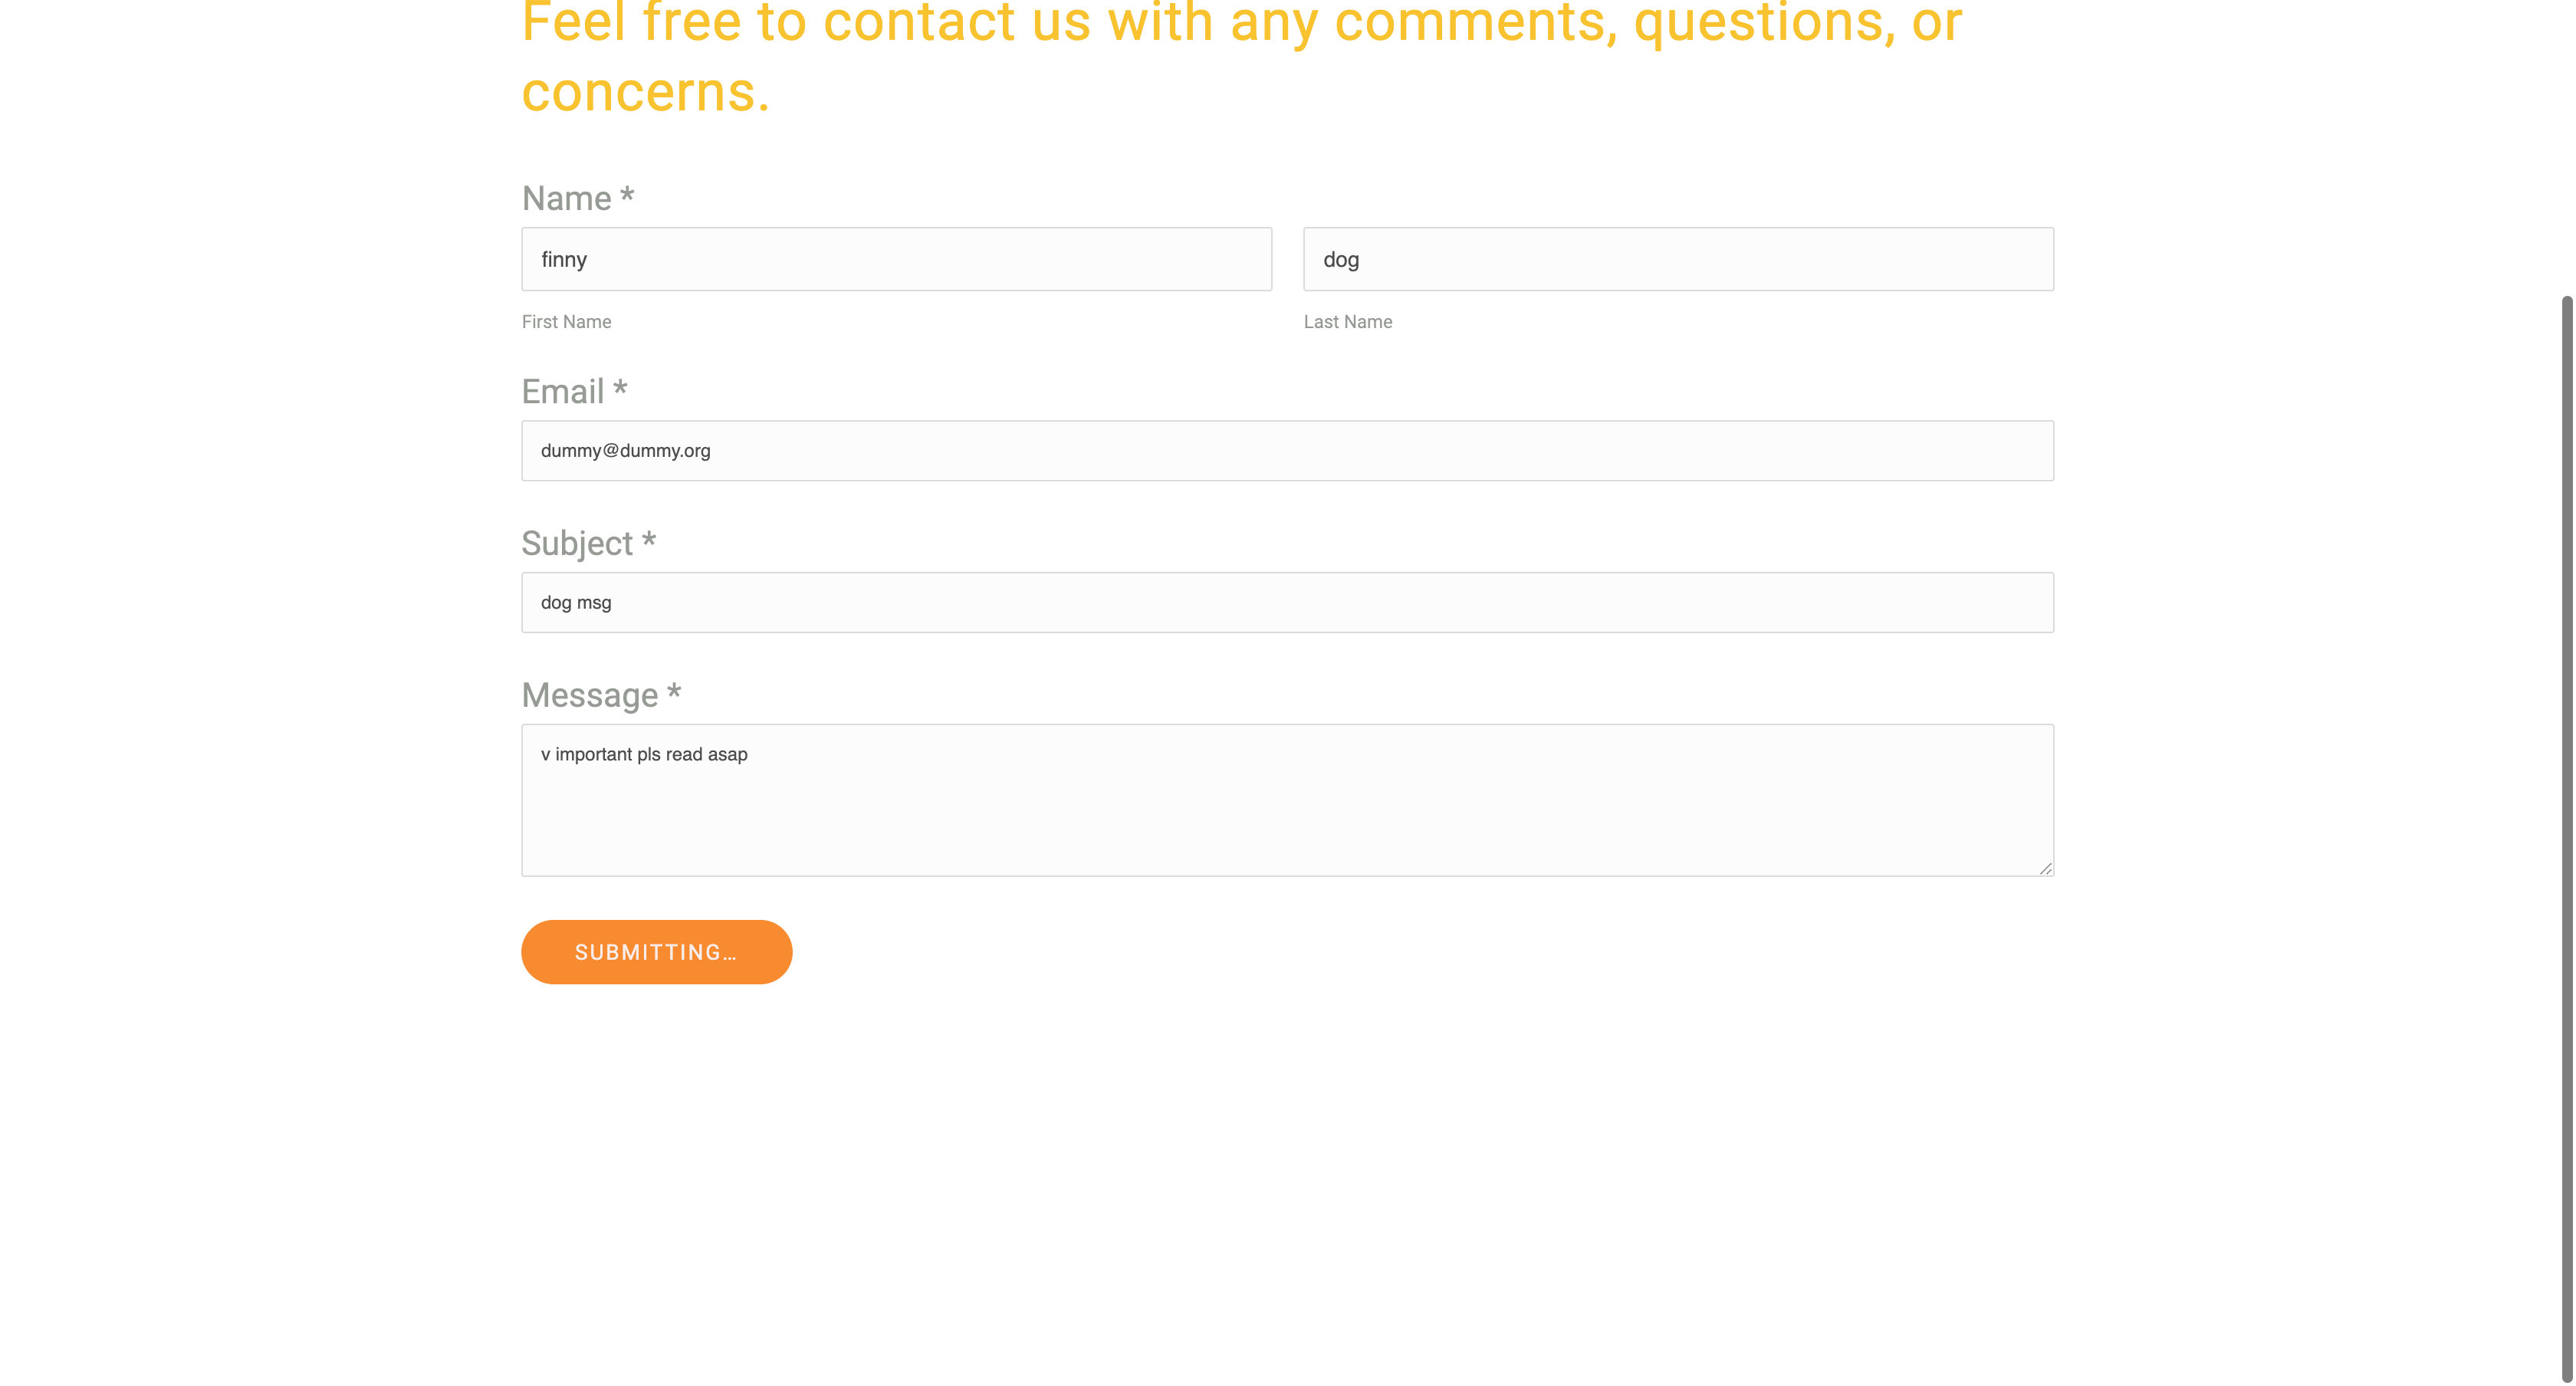 Feel free to contact us with any comments, questions, or
concerns.
Name *
finny
dog
First Name
Last Name
Email *
dummy@dummy.org
Subject *
dog msg
Message *
v important pls read asap
SUBMITTING…